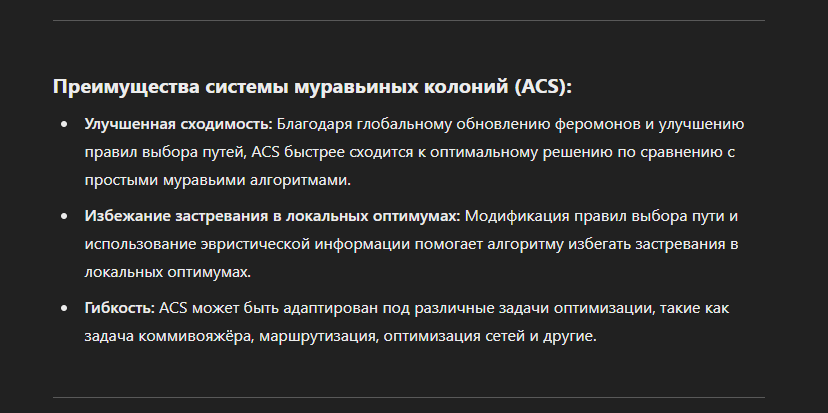 Преимущества системы муравьиных колоний (ACS):
• Улучшенная сходимость: Благодаря глобальному обновлению феромонов и улучшению
правил выбора путей, ACS быстрее сходится к оптимальному решению по сравнению с
простыми муравьими алгоритмами.
• Избежание застревания в локальных оптимумах: Модификация правил выбора пути и
использование эвристической информации помогает алгоритму избегать застревания в
локальных оптимумах.
• Гибкость: ACS может быть адаптирован под различные задачи оптимизации, такие как
задача коммивояжёра, маршрутизация, оптимизация сетей и другие.